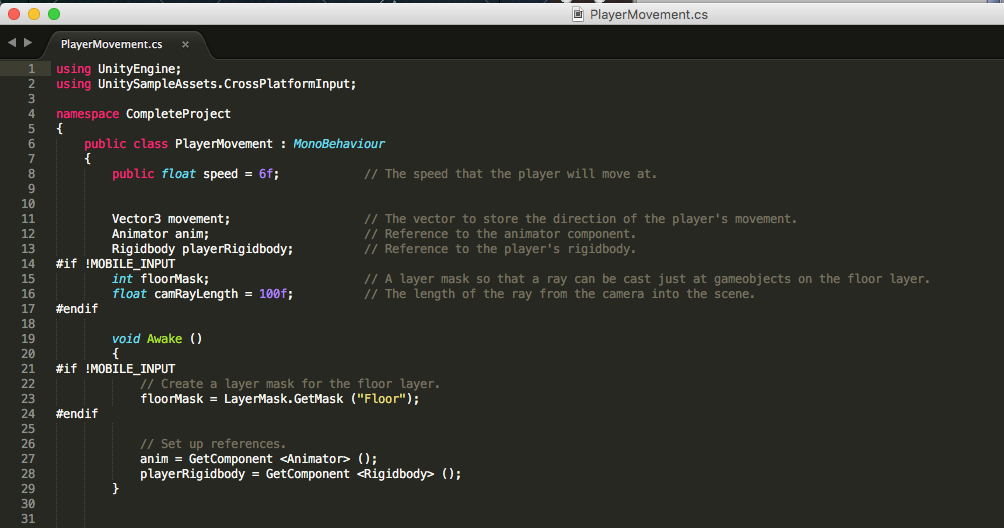 PlayerMovement.cs
PlayerMovement.cs ×
1 using UnityEngine;
2 using UnitySampleAssets.CrossPlatformInput;
3
4 namespace CompleteProject
5 {
6 public class PlayerMovement : MonoBehaviour
7 {
8 public float speed = 6f; // The speed that the player will move at.
9
10
11 Vector3 movement; // The vector to store the direction of the player's movement.
12 Animator anim; // Reference to the animator component.
13 Rigidbody playerRigidbody; // Reference to the player's rigidbody.
14 #if !MOBILE_INPUT
15 int floorMask; // A layer mask so that a ray can be cast just at gameobjects on the floor layer.
16 float camRayLength = 100f; // The length of the ray from the camera into the scene.
17 #endif
18
19 void Awake ()
20 {
21 #if !MOBILE_INPUT
22 // Create a layer mask for the floor layer.
23 floorMask = LayerMask.GetMask ("Floor");
24 #endif
25
26 // Set up references.
27 anim = GetComponent <Animator> ();
28 playerRigidbody = GetComponent <Rigidbody> ();
29 }
30
31